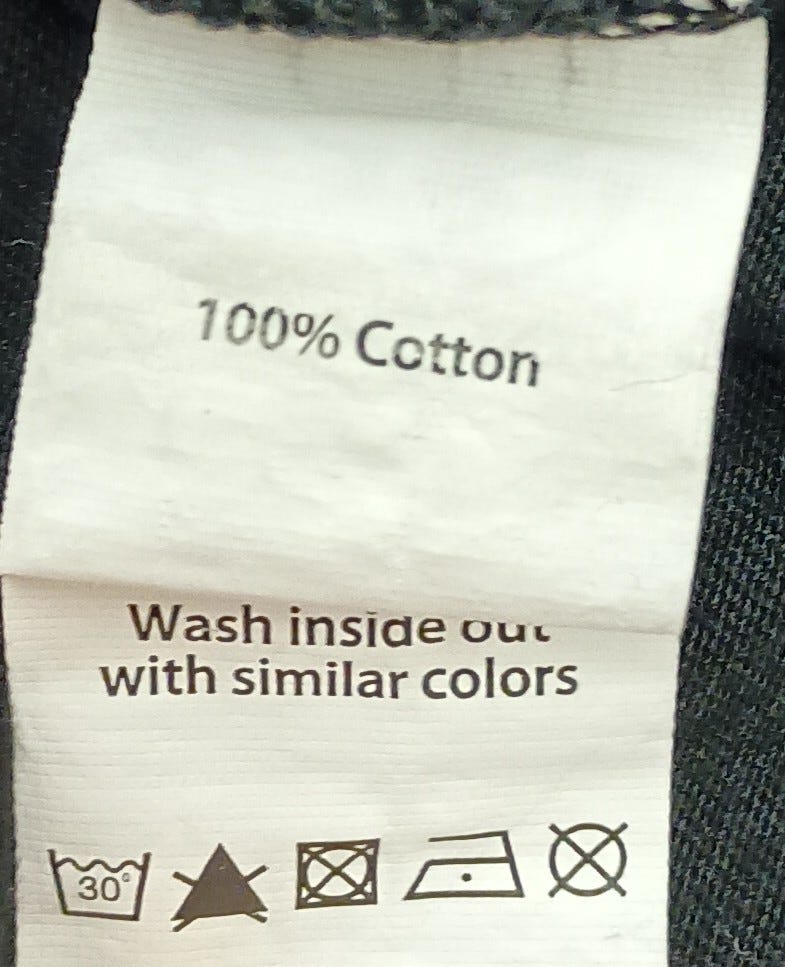 100% Cotton
Wash inside out
with similar colors
30°